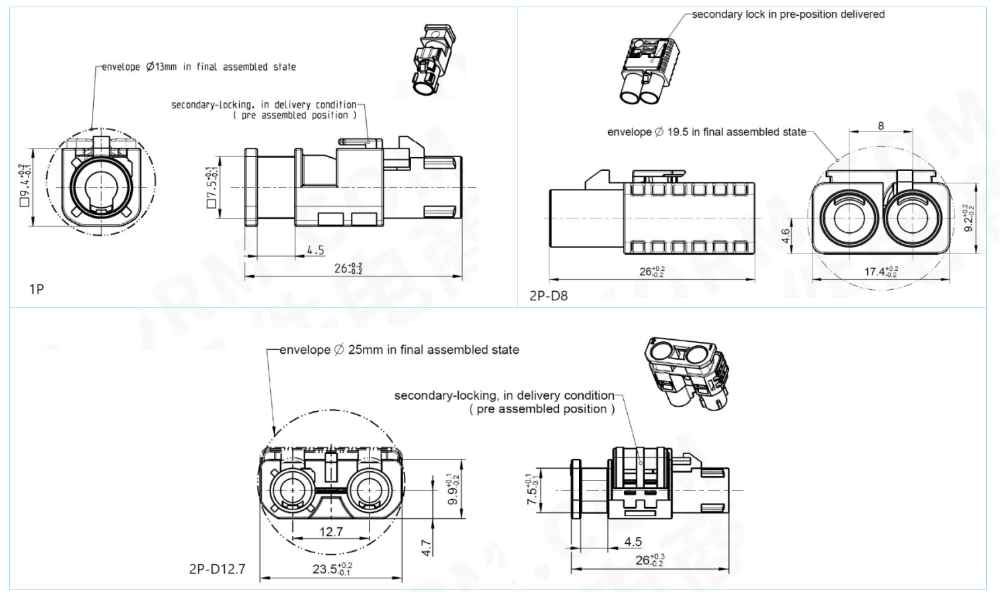 envelope Ø13mm in final assembled state
secondary-locking, in delivery condition
( pre assembled position )
□9.4 +0.2 -0.1
□7.5 +0.1 -0.1
4.5
26 +0.2 -0.2
1P
secondary lock in pre-position delivered
envelope Ø 19.5 in final assembled state
8
4.6
9.2 +0.2 -0.2
26 +0.2 -0.2
17.4 +0.2 -0.2
2P-D8
envelope Ø 25mm in final assembled state
secondary-locking, in delivery condition
( pre assembled position )
9.9 +0.1 -0.2
7.5 +0.1 -0.1
12.7
4.7
4.5
23.5 +0.2 -0.1
26 +0.3 -0.2
2P-D12.7